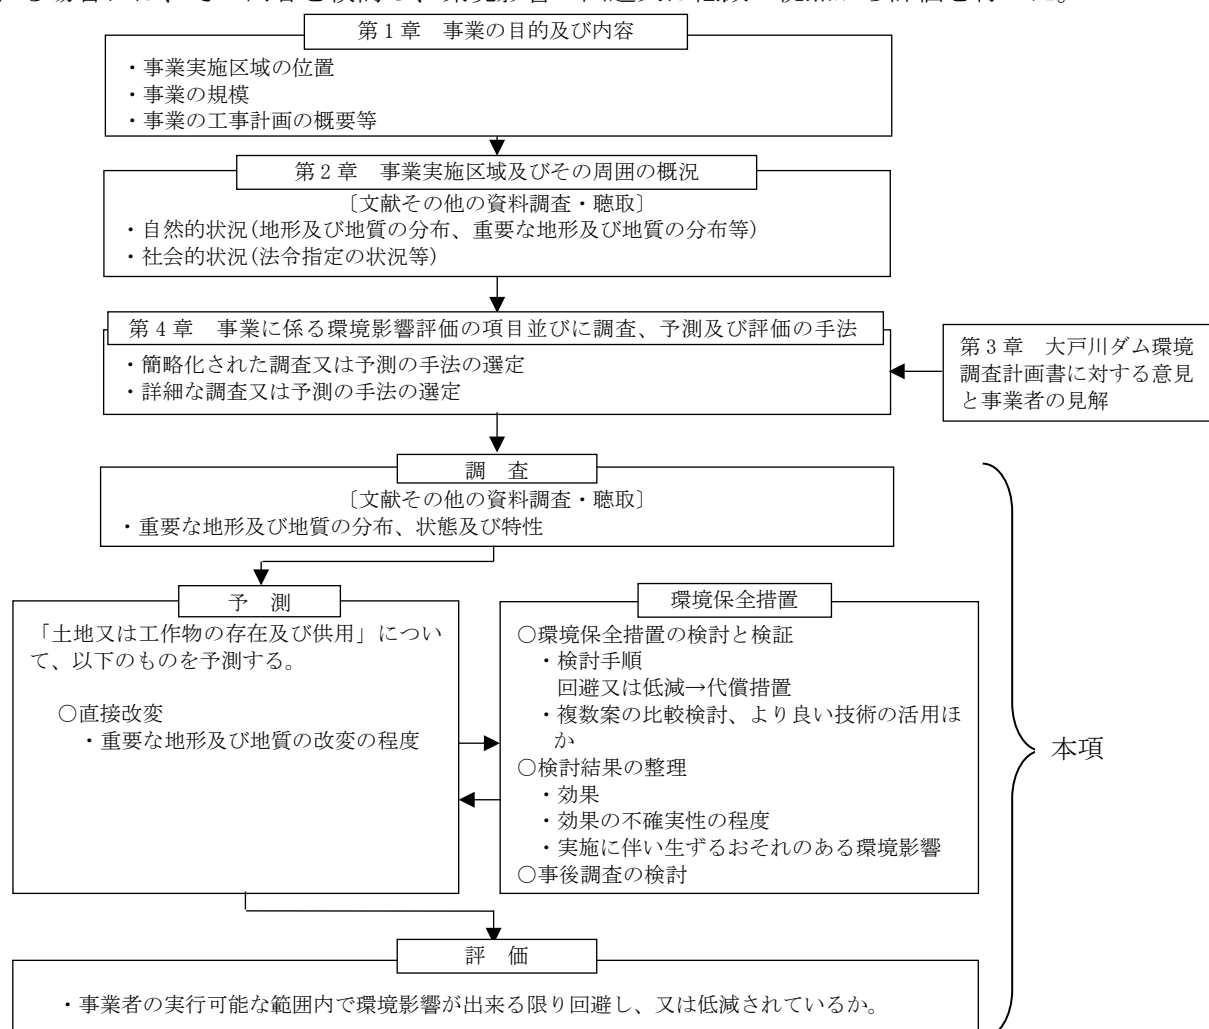 第1章　事業の目的及び内容
・事業実施区域の位置
・事業の規模
・事業の工事計画の概要等
第2章　事業実施区域及びその周囲の概況
〔文献その他の資料調査・聴取〕
・自然的状況(地形及び地質の分布、重要な地形及び地質の分布等)
・社会的状況(法令指定の状況等)
第4章　事業に係る環境影響評価の項目並びに調査、予測及び評価の手法
・簡略化された調査又は予測の手法の選定
・詳細な調査又は予測の手法の選定
第3章　大戸川ダム環境
調査計画書に対する意見
と事業者の見解
調　査
〔文献その他の資料調査・聴取〕
・重要な地形及び地質の分布、状態及び特性
予　測
「土地又は工作物の存在及び供用」につい
て、以下のものを予測する。
○直接改変
・重要な地形及び地質の改変の程度
環境保全措置
○環境保全措置の検討と検証
・検討手順
回避又は低減→代償措置
・複数案の比較検討、より良い技術の活用ほ
か
○検討結果の整理
・効果
・効果の不確実性の程度
・実施に伴い生ずるおそれのある環境影響
○事後調査の検討
本項
評　価
・事業者の実行可能な範囲内で環境影響が出来る限り回避し、又は低減されているか。